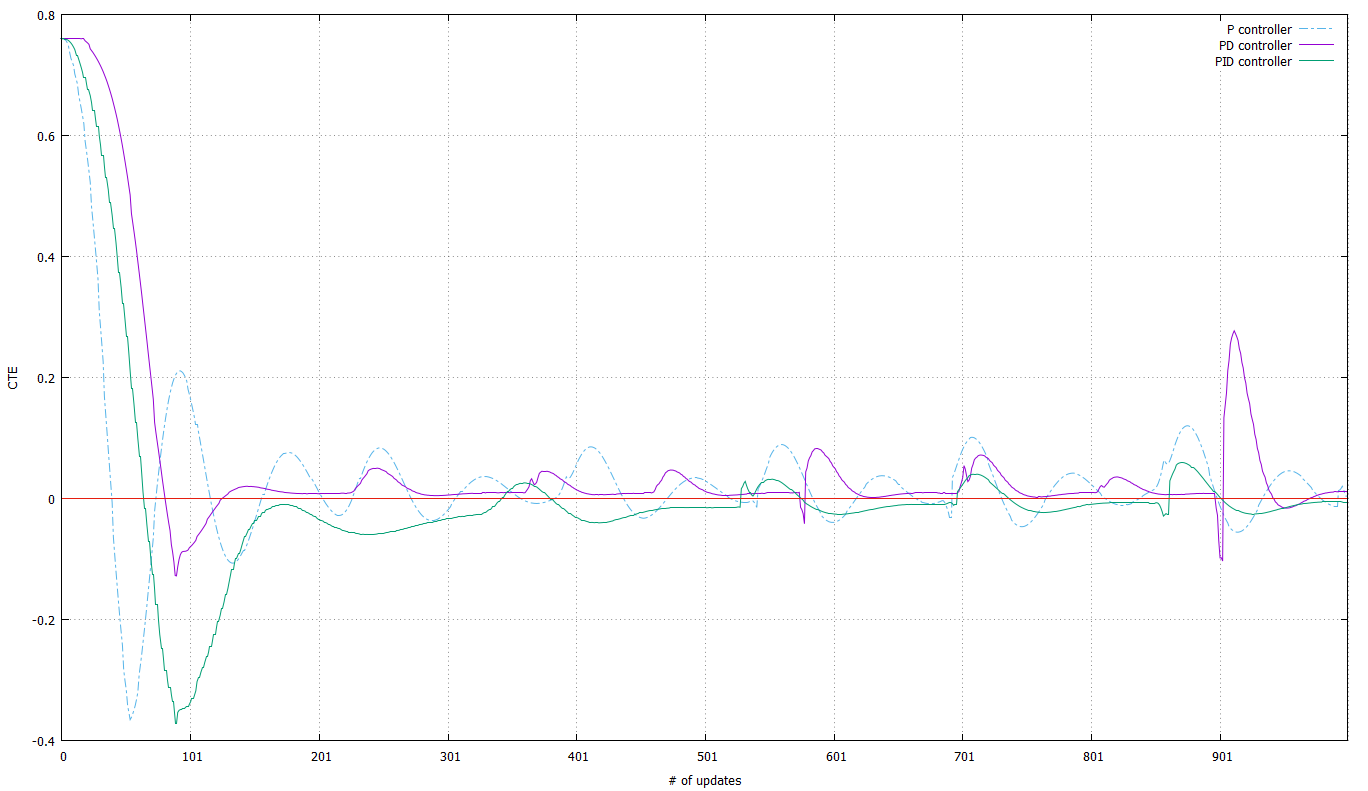 0.8
0.6
0.4
0.2
0
-0.2
-0.4
CTE
P controller
PD controller
PID controller
0 101 201 301 401 501 601 701 801 901
# of updates